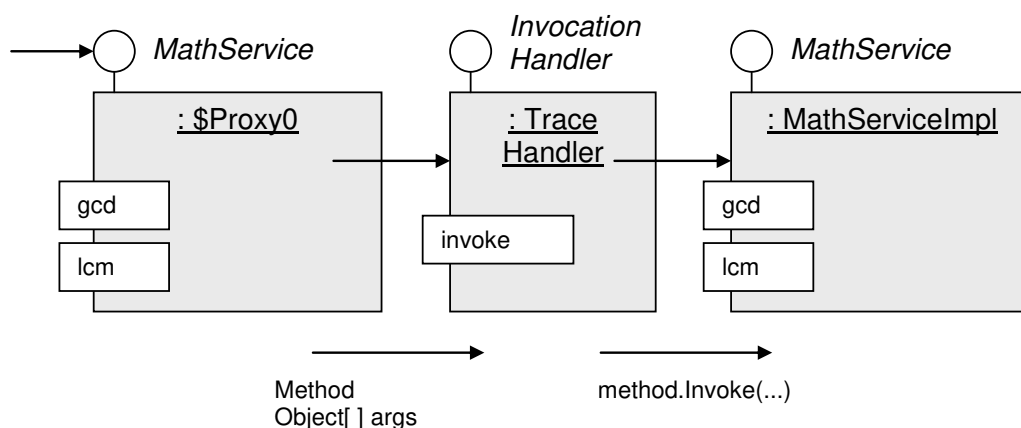 MathService
Invocation
Handler
MathService
: $Proxy0
: Trace
Handler
: MathServiceImpl
gcd
lcm
invoke
gcd
lcm
Method
Object[ ] args
method.Invoke(...)